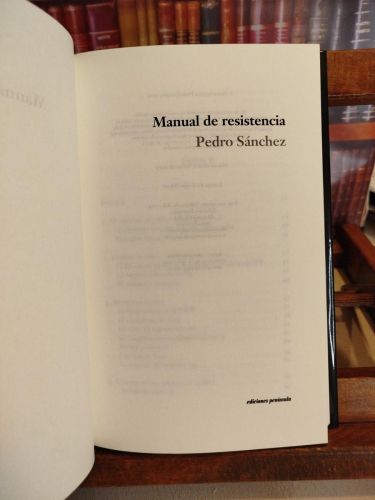 Manual de resistencia
Pedro Sánchez
ediciones península